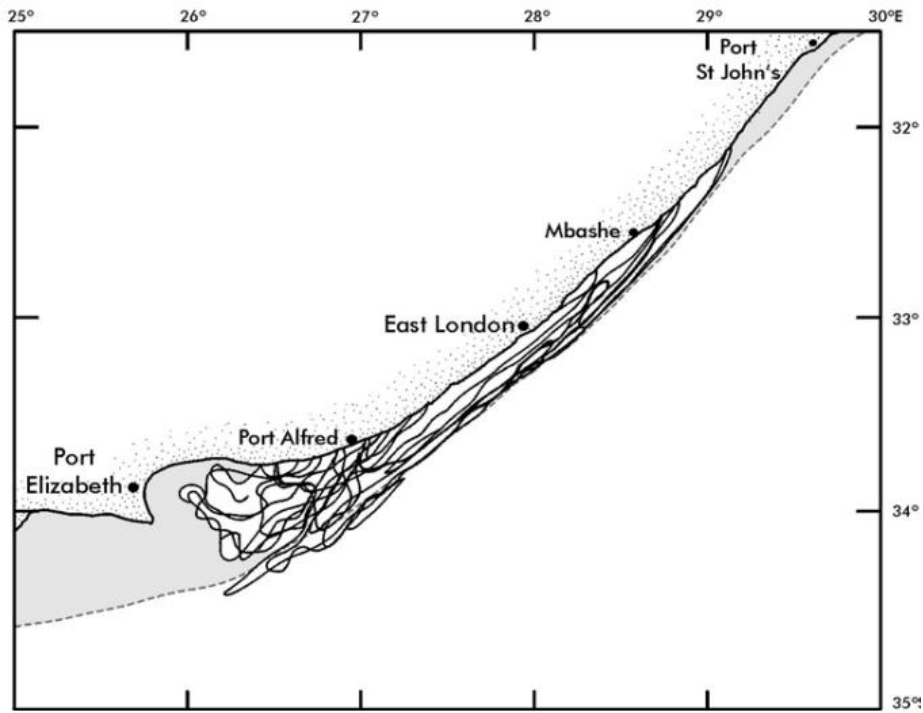 25°
26°
27°
28°
29°
30°E
Port
St John's
32°
Mbashe
33°
East London
Port Alfred
Port
Elizabeth
34°
35°S